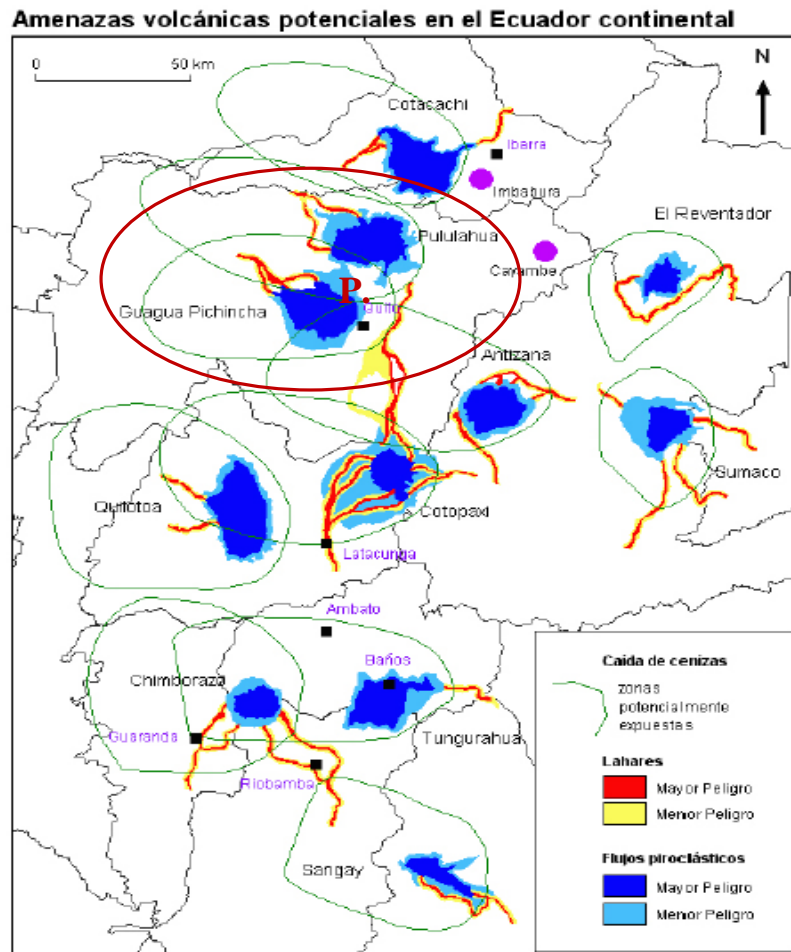 Amenazas volcánicas potenciales en el Ecuador continental
0 50 km
N
Cotacachi
Ibarra
Imbabura
El Reventador
Pululahua
Cayambe
P.
Guagua Pichincha
Quito
Antizana
Sumaco
Quilotoa
Cotopaxi
Latacunga
Ambato
Baños
Chimborazo
Guaranda
Tungurahua
Riobamba
Sangay
Caida de cenizas
zonas
potencialmente
expuestas
Lahares
Mayor Peligro
Menor Peligro
Flujos piroclásticos
Mayor Peligro
Menor Peligro